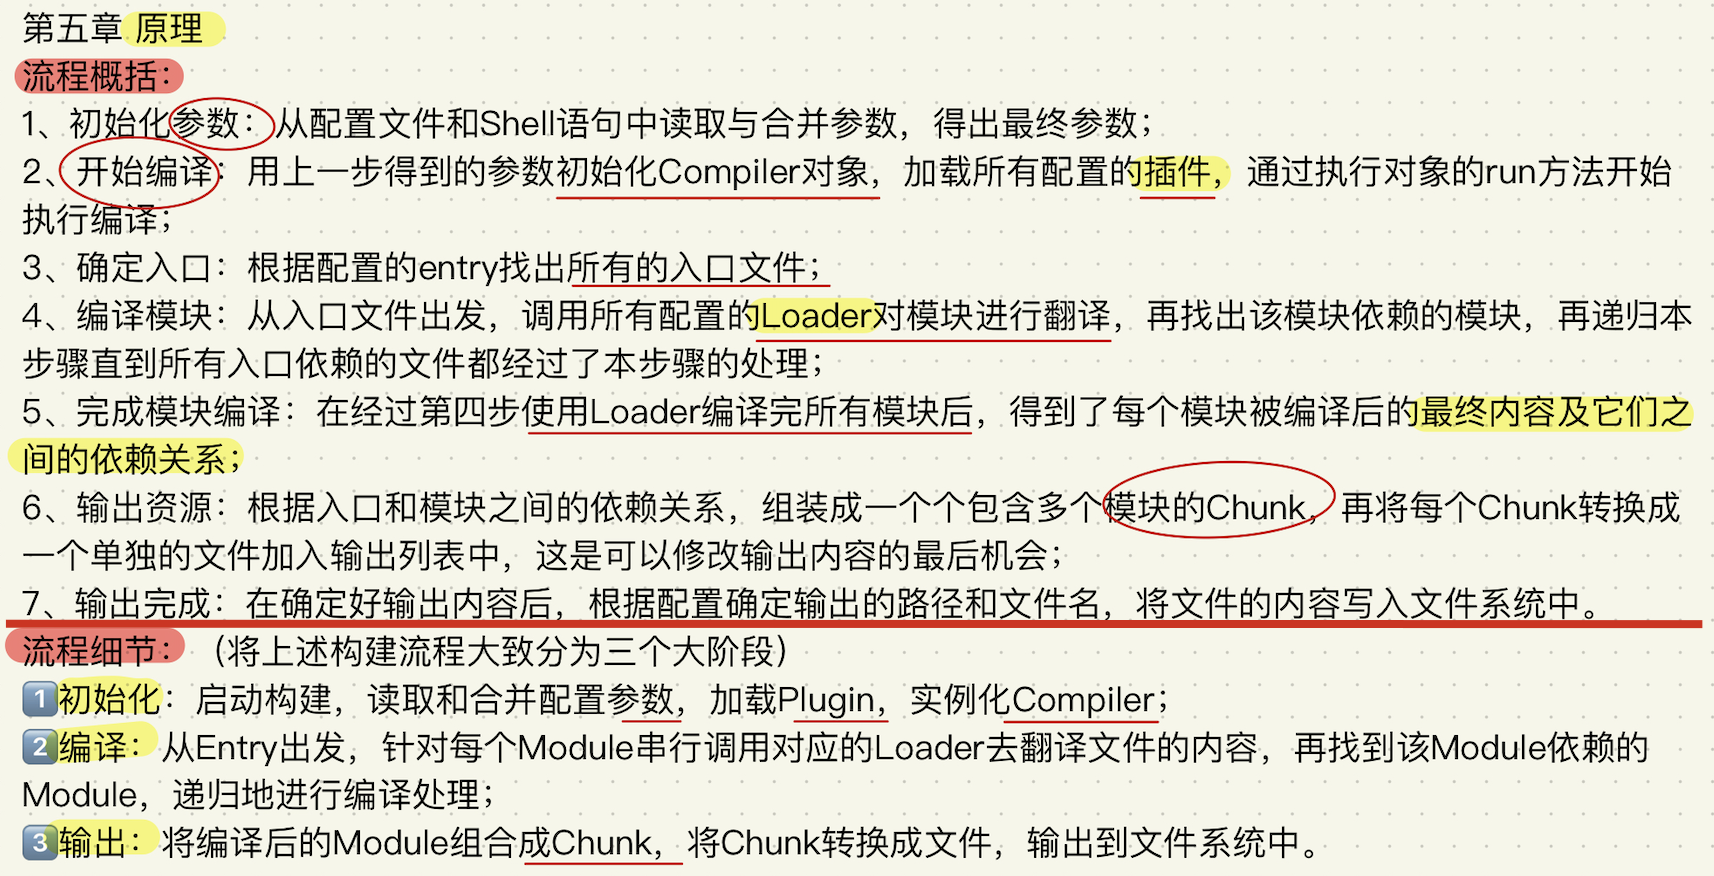 第五章 原理
流程概括：
1、初始化参数：从配置文件和Shell语句中读取与合并参数，得出最终参数；
2、开始编译：用上一步得到的参数初始化Compiler对象，加载所有配置的插件，通过执行对象的run方法开始
执行编译；
3、确定入口：根据配置的entry找出所有的入口文件；
4、编译模块：从入口文件出发，调用所有配置的Loader对模块进行翻译，再找出该模块依赖的模块，再递归本
步骤直到所有入口依赖的文件都经过了本步骤的处理；
5、完成模块编译：在经过第四步使用Loader编译完所有模块后，得到了每个模块被编译后的最终内容及它们之
间的依赖关系；
6、输出资源：根据入口和模块之间的依赖关系，组装成一个个包含多个模块的Chunk，再将每个Chunk转换成
一个单独的文件加入输出列表中，这是可以修改输出内容的最后机会；
7、输出完成：在确定好输出内容后，根据配置确定输出的路径和文件名，将文件的内容写入文件系统中。
流程细节：（将上述构建流程大致分为三个大阶段）
1️⃣初始化：启动构建，读取和合并配置参数，加载Plugin，实例化Compiler；
2️⃣编译：从Entry出发，针对每个Module串行调用对应的Loader去翻译文件的内容，再找到该Module依赖的
Module，递归地进行编译处理；
3️⃣输出：将编译后的Module组合成Chunk，将Chunk转换成文件，输出到文件系统中。